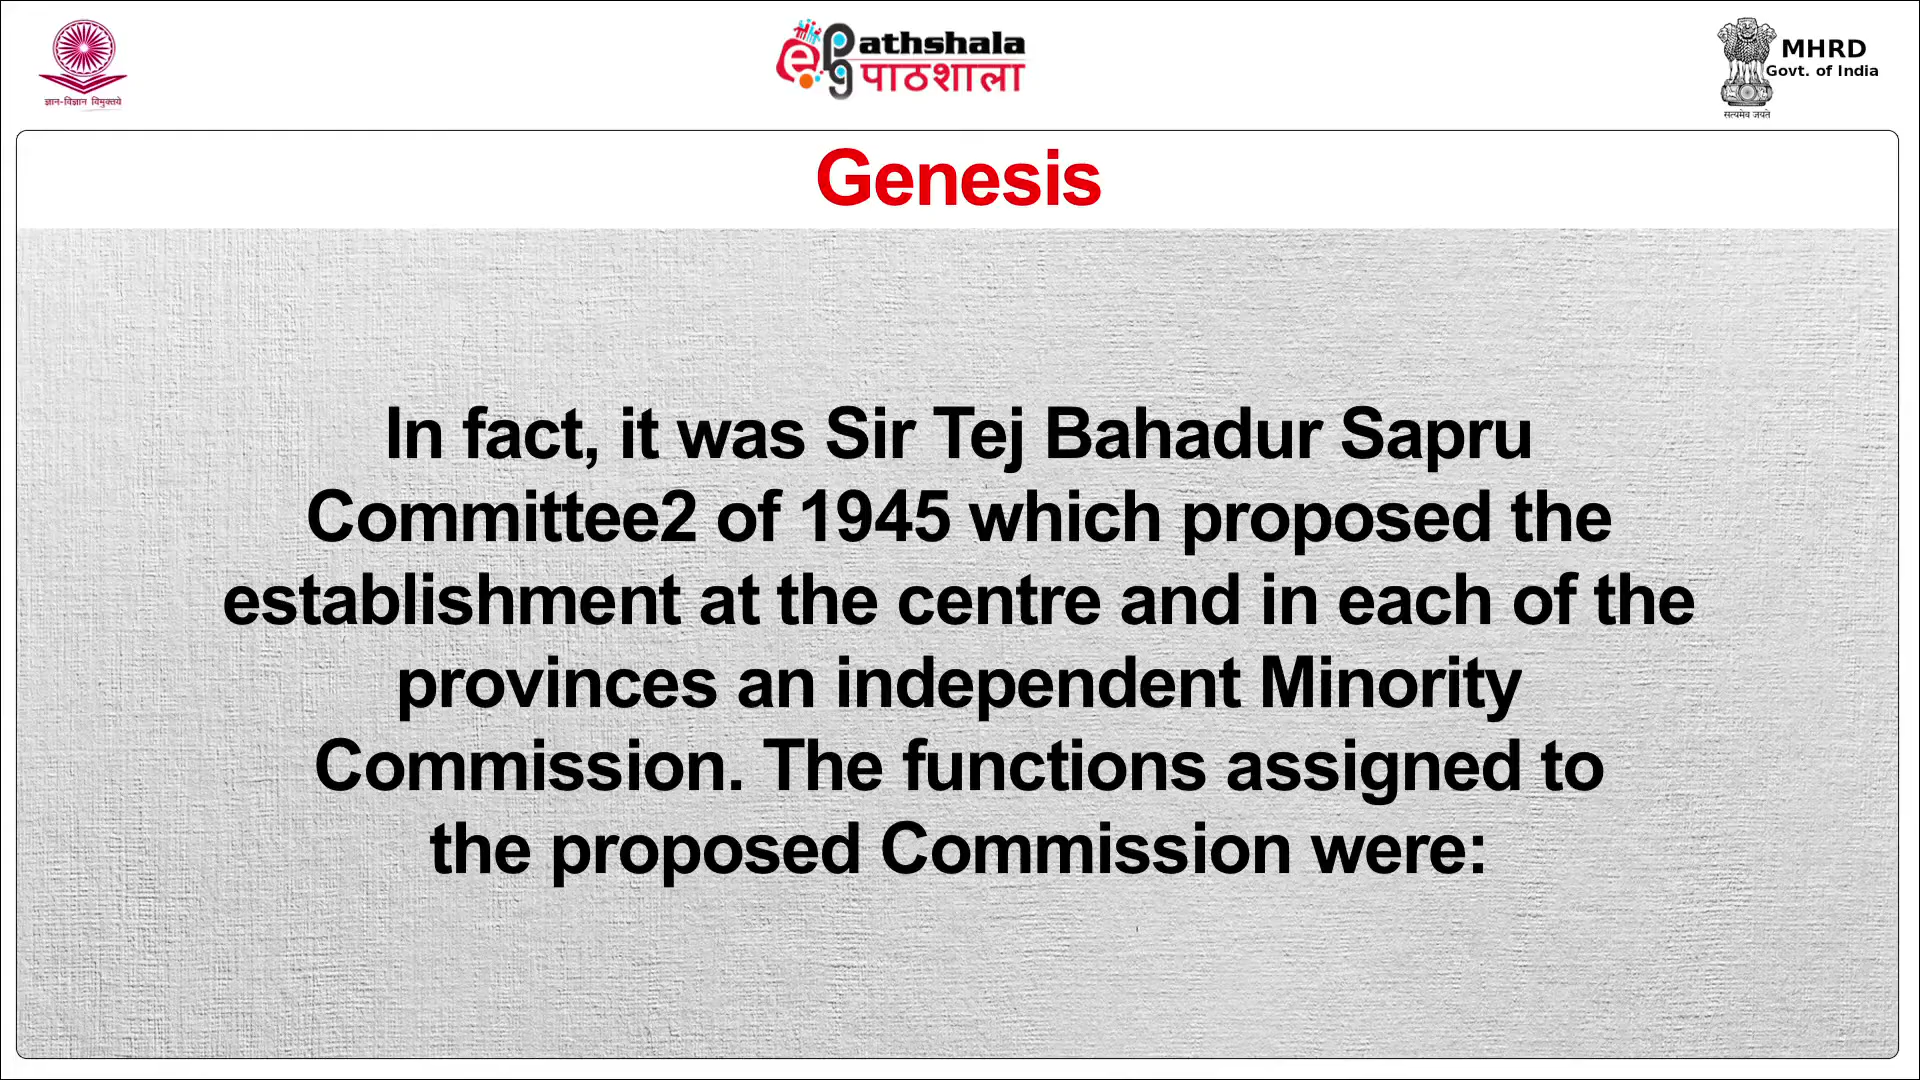 ज्ञान-विज्ञान विमुक्तये
ePGathshala
पाठशाला
MHRD
Govt. of India
सत्यमेव जयते
Genesis
In fact, it was Sir Tej Bahadur Sapru
Committee2 of 1945 which proposed the
establishment at the centre and in each of the
provinces an independent Minority
Commission. The functions assigned to
the proposed Commission were: